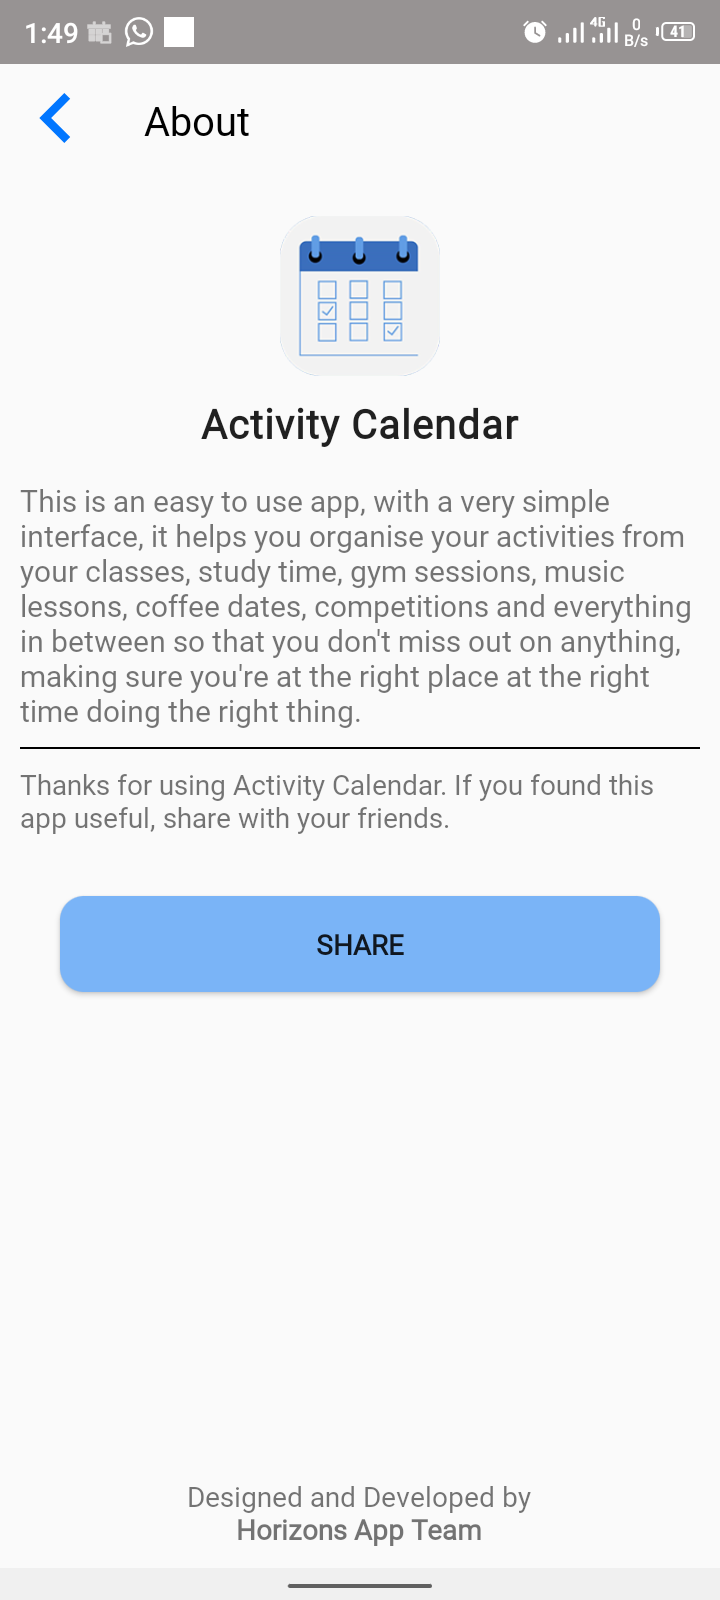 1:49
4G
0
B/s
41
About
Activity Calendar
This is an easy to use app, with a very simple
interface, it helps you organise your activities from
your classes, study time, gym sessions, music
lessons, coffee dates, competitions and everything
in between so that you don't miss out on anything,
making sure you're at the right place at the right
time doing the right thing.
Thanks for using Activity Calendar. If you found this
app useful, share with your friends.
SHARE
Designed and Developed by
Horizons App Team